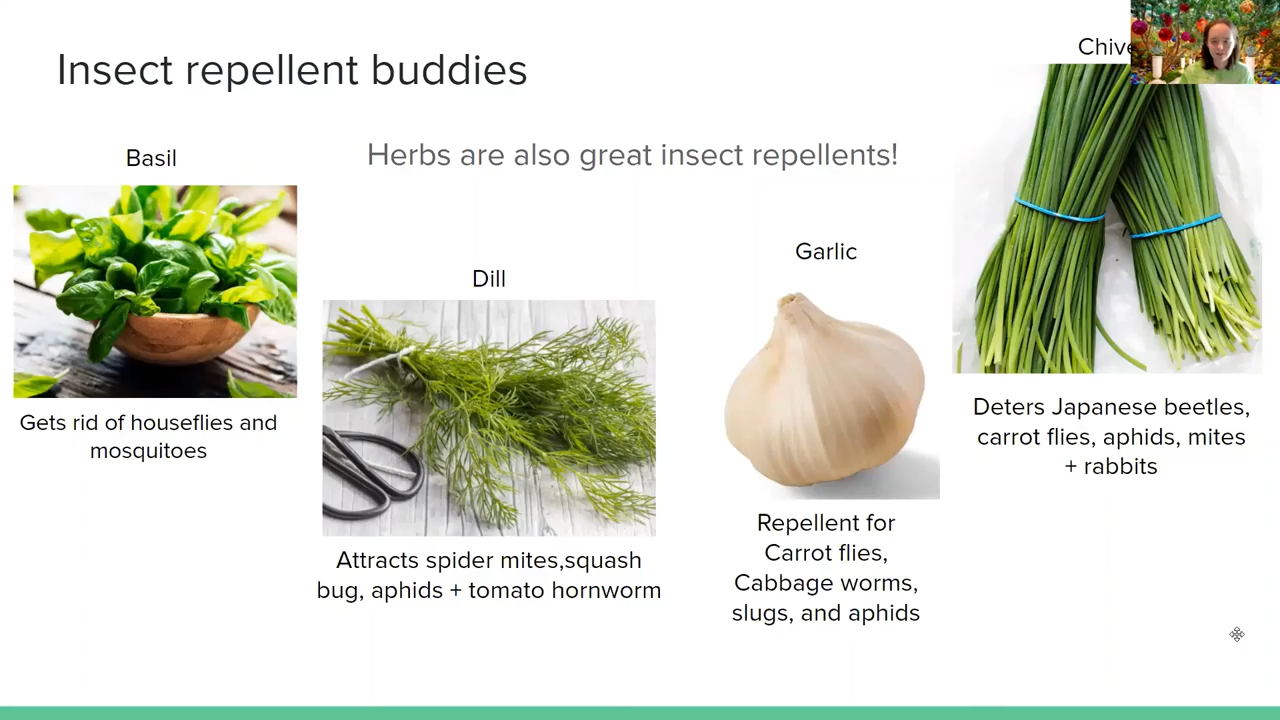 Insect repellent buddies
Herbs are also great insect repellents!
Basil
Gets rid of houseflies and
mosquitoes
Dill
Attracts spider mites,squash
bug, aphids + tomato hornworm
Garlic
Repellent for
Carrot flies,
Cabbage worms,
slugs, and aphids
Chive
Deters Japanese beetles,
carrot flies, aphids, mites
+ rabbits